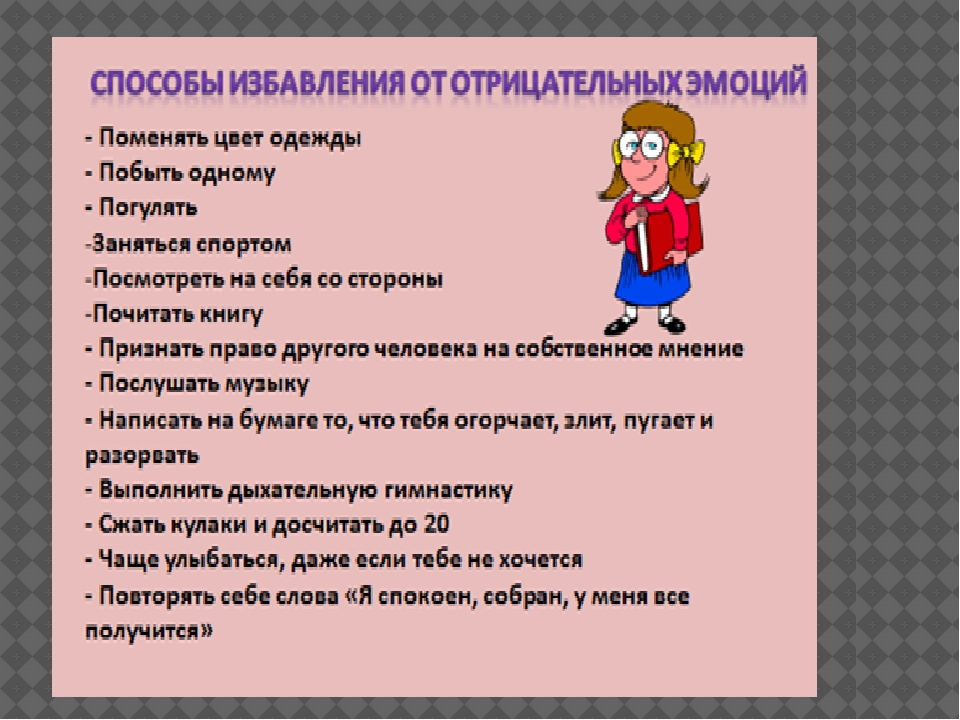 СПОСОБЫ ИЗБАВЛЕНИЯ ОТ ОТРИЦАТЕЛЬНЫХ ЭМОЦИЙ
- Поменять цвет одежды
- Побыть одному
- Погулять
-Заняться спортом
-Посмотреть на себя со стороны
-Почитать книгу
- Признать право другого человека на собственное мнение
- Послушать музыку
- Написать на бумаге то, что тебя огорчает, злит, пугает и
разорвать
- Выполнить дыхательную гимнастику
- Сжать кулаки и досчитать до 20
- Чаще улыбаться, даже если тебе не хочется
- Повторять себе слова «Я спокоен, собран, у меня все
получится»